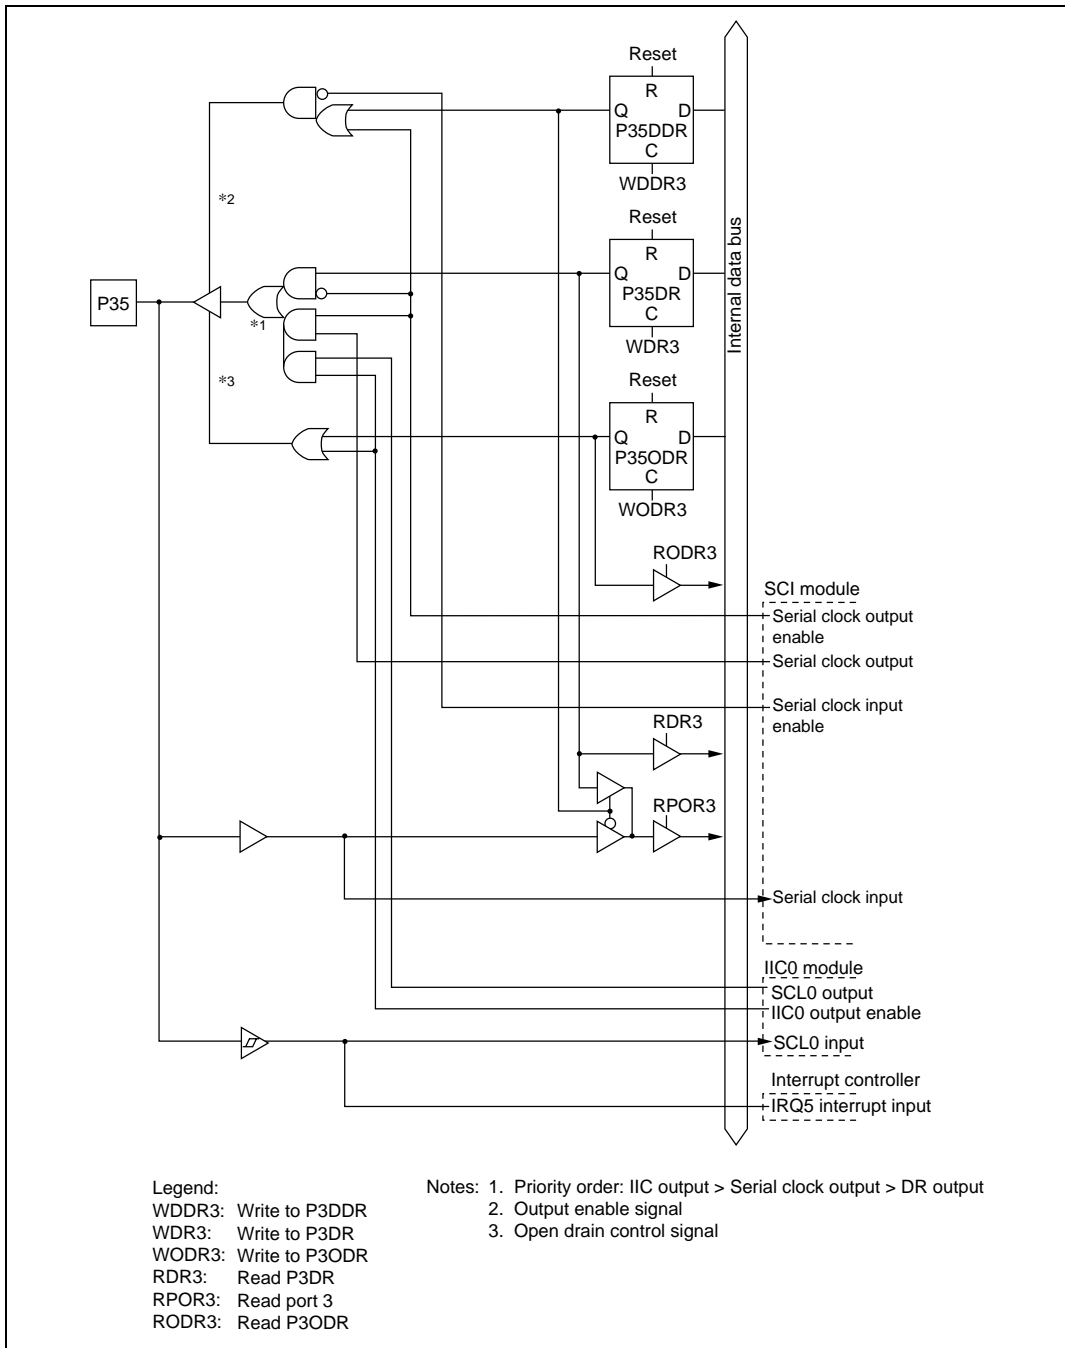 Reset
R
Q D
P35DDR
C
WDDR3
*2
Reset
R
Q D
P35DR
C
WDR3
Internal data bus
P35
*1
*3
Reset
R
Q D
P35ODR
C
WODR3
RODR3
SCI module
Serial clock output
enable
Serial clock output
Serial clock input
enable
RDR3
RPOR3
Serial clock input
IIC0 module
SCL0 output
IIC0 output enable
SCL0 input
Interrupt controller
IRQ5 interrupt input
Legend:
WDDR3: Write to P3DDR
WDR3: Write to P3DR
WODR3: Write to P3ODR
RDR3: Read P3DR
RPOR3: Read port 3
RODR3: Read P3ODR
Notes: 1. Priority order: IIC output > Serial clock output > DR output
2. Output enable signal
3. Open drain control signal